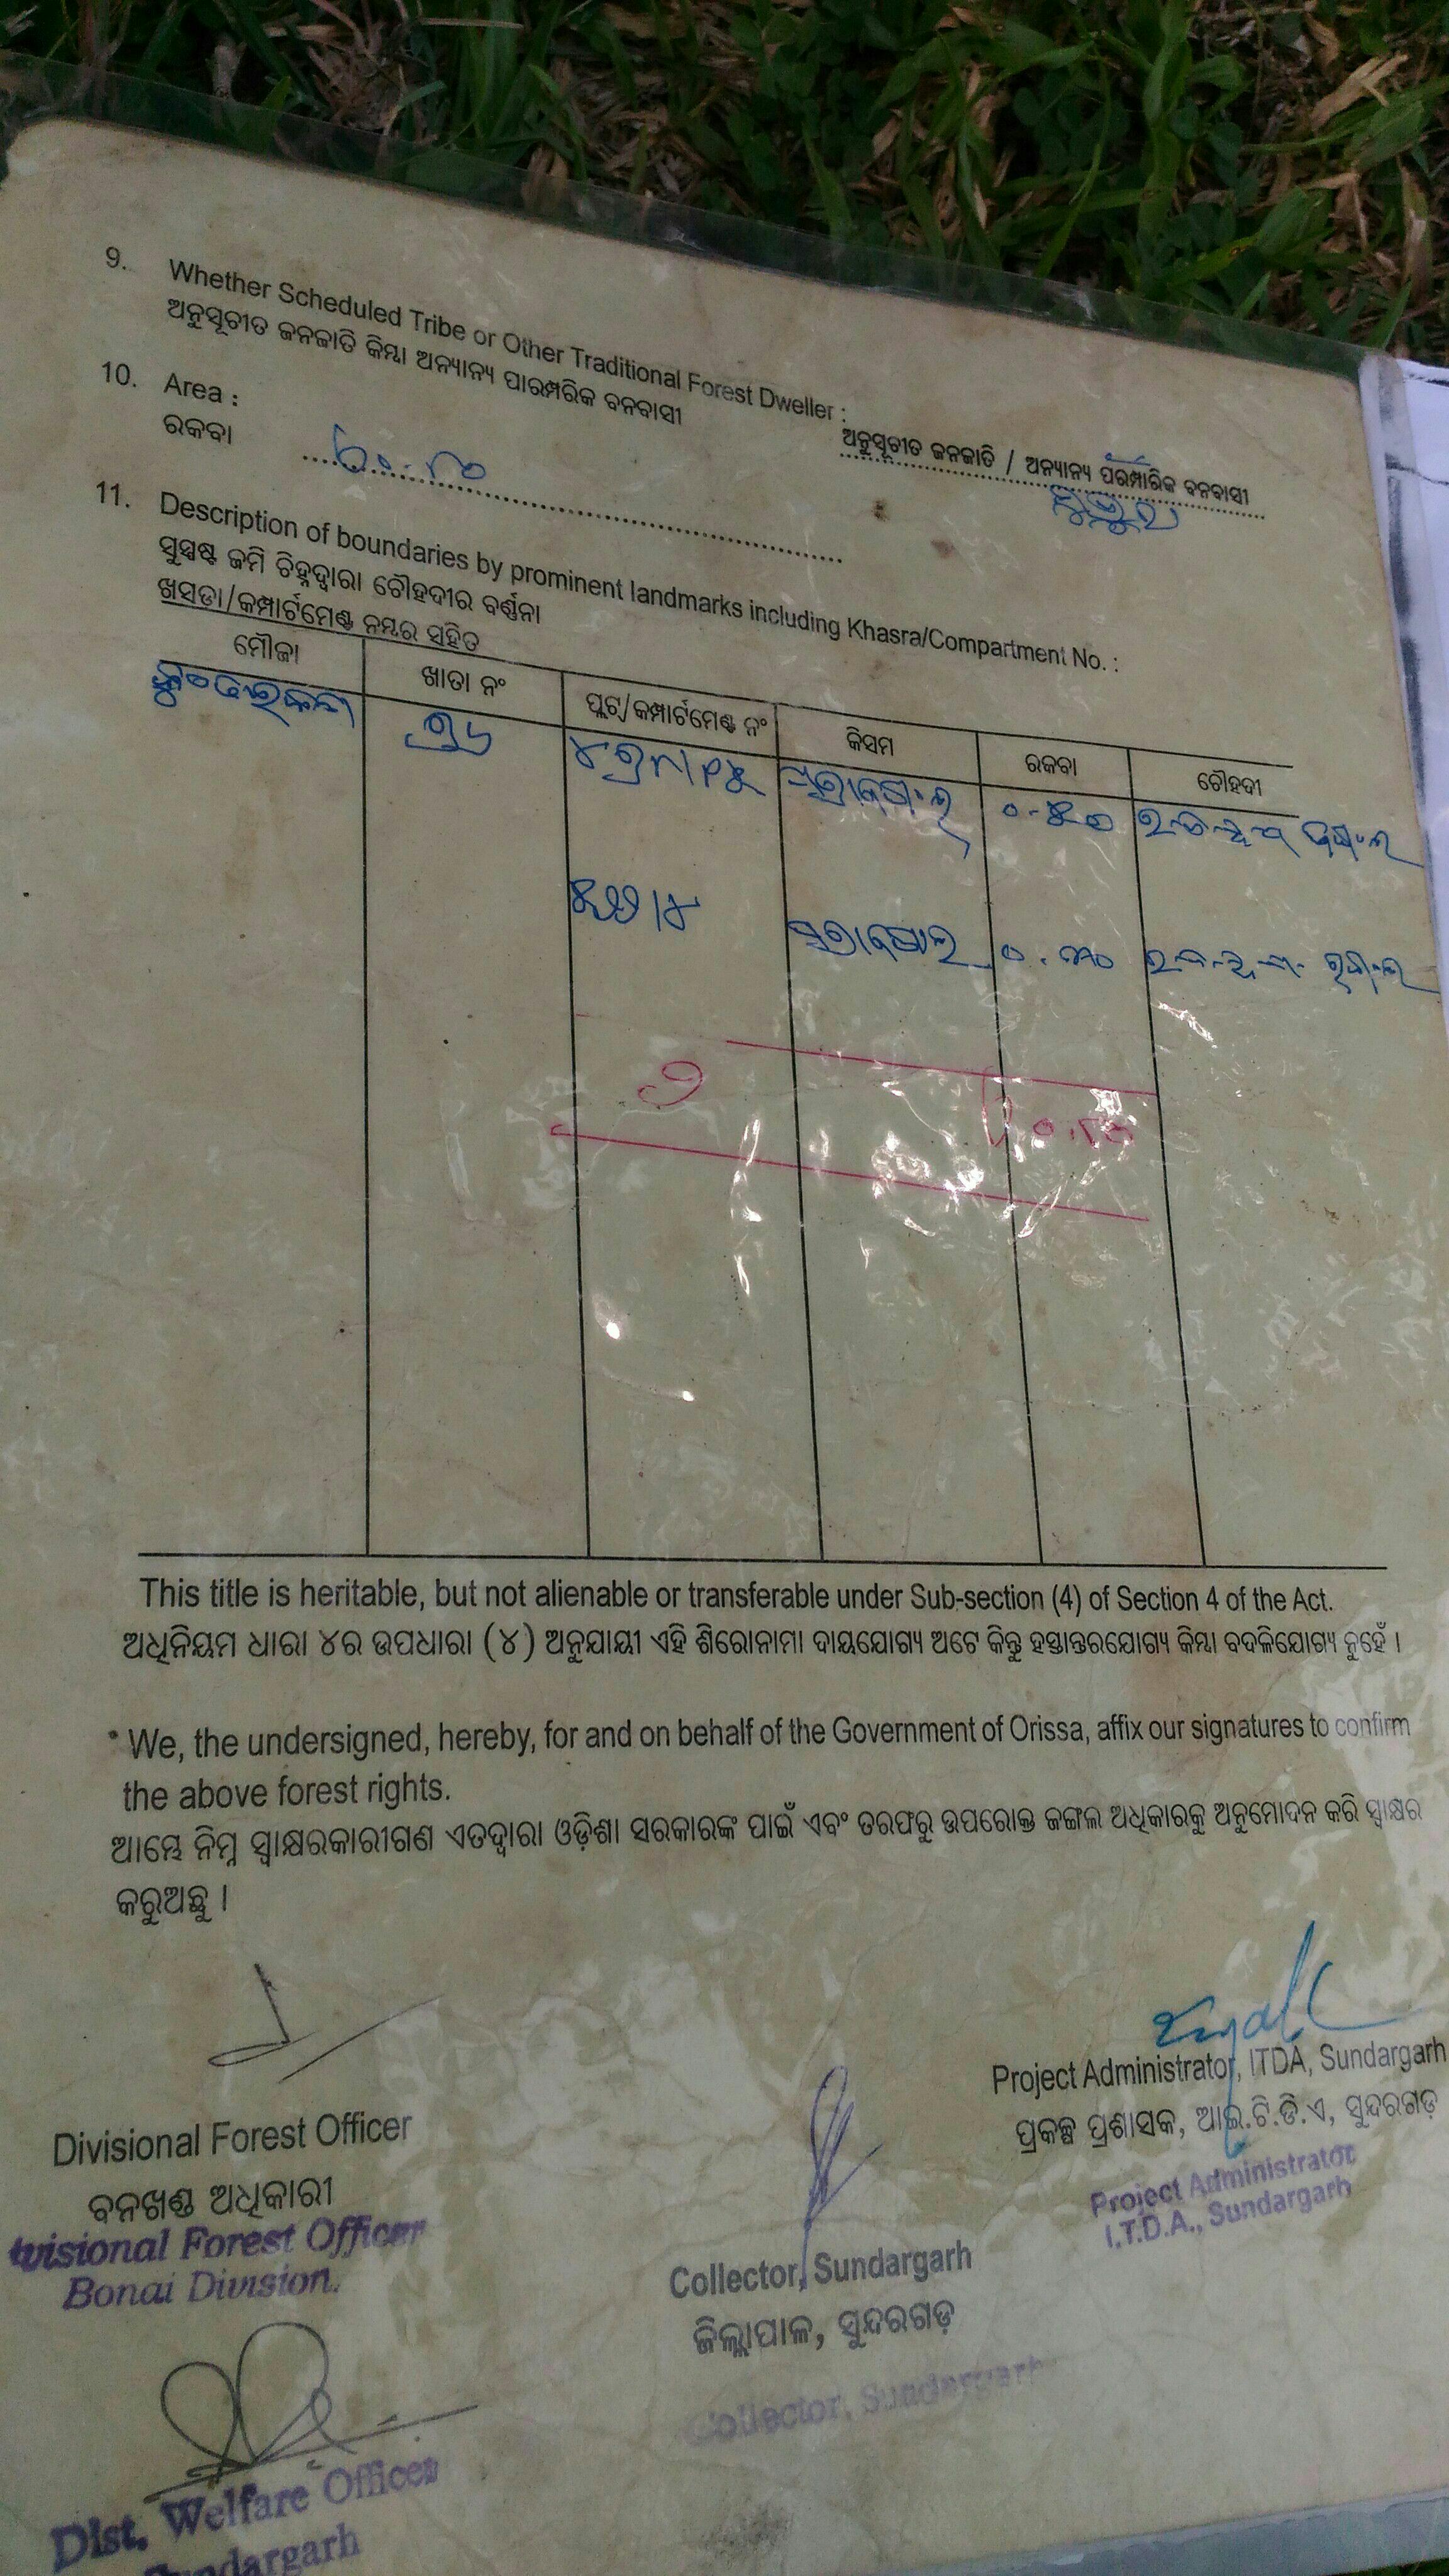 9. Whether Scheduled Tribe or Other Traditional Forest Dweller :
ଅନୁସୂଚୀତ ଜନଜାତି କିମ୍ବା ଅନ୍ୟାନ୍ୟ ପାରମ୍ପରିକ ବନବାସୀ
ଅନୁସୂଚୀତ ଜନଜାତି / ଅନ୍ୟାନ୍ୟ ପରମ୍ପାରିକ ବନବାସୀ
10. Area :
ରକବା
11. Description of boundaries by prominent landmarks including Khasra/Compartment No. :
ସୁସ୍ପଷ୍ଟ ଜମି ଚିହ୍ନଦ୍ୱାରା ଚୌହଦୀର ବର୍ଣ୍ଣନା
ଖସଡା/କମ୍ପାର୍ଟମେଣ୍ଟ ନମ୍ବର ସହିତ
ମୌଜା ଖାତା ନଂ ପ୍ଲଟ୍/କମ୍ପାର୍ଟମେଣ୍ଟ ନଂ କିସମ ରକବା ଚୌହଦୀ
୨
This title is heritable, but not alienable or transferable under Sub-section (4) of Section 4 of the Act.
ଅଧିନିୟମ ଧାରା ୪ର ଉପଧାରା (୪) ଅନୁଯାୟୀ ଏହି ଶିରୋନାମା ଦାୟଯୋଗ୍ୟ ଅଟେ କିନ୍ତୁ ହସ୍ତାନ୍ତରଯୋଗ୍ୟ କିମ୍ବା ବଦଳିଯୋଗ୍ୟ ନୁହେଁ ।
* We, the undersigned, hereby, for and on behalf of the Government of Orissa, affix our signatures to confirm
the above forest rights.
ଆମ୍ଭେ ନିମ୍ନ ସ୍ୱାକ୍ଷରକାରୀଗଣ ଏତଦ୍ୱାରା ଓଡ଼ିଶା ସରକାରଙ୍କ ପାଇଁ ଏବଂ ତରଫରୁ ଉପରୋକ୍ତ ଜଙ୍ଗଲ ଅଧିକାରକୁ ଅନୁମୋଦନ କରି ସ୍ୱାକ୍ଷର
କରୁଅଛୁ ।
Project Administrator, ITDA, Sundargarh
ପ୍ରକଳ୍ପ ପ୍ରଶାସକ, ଆଇ.ଟି.ଡି.ଏ, ସୁନ୍ଦରଗଡ଼
Project Administrator
I.T.D.A., Sundargarh
Divisional Forest Officer
ବନଖଣ୍ଡ ଅଧିକାରୀ
visional Forest Officer
Bonai Division.
Collector, Sundargarh
ଜିଲ୍ଲାପାଳ, ସୁନ୍ଦରଗଡ଼
Collector, Sundargarh
Dist. Welfare Officer
Sundargarh